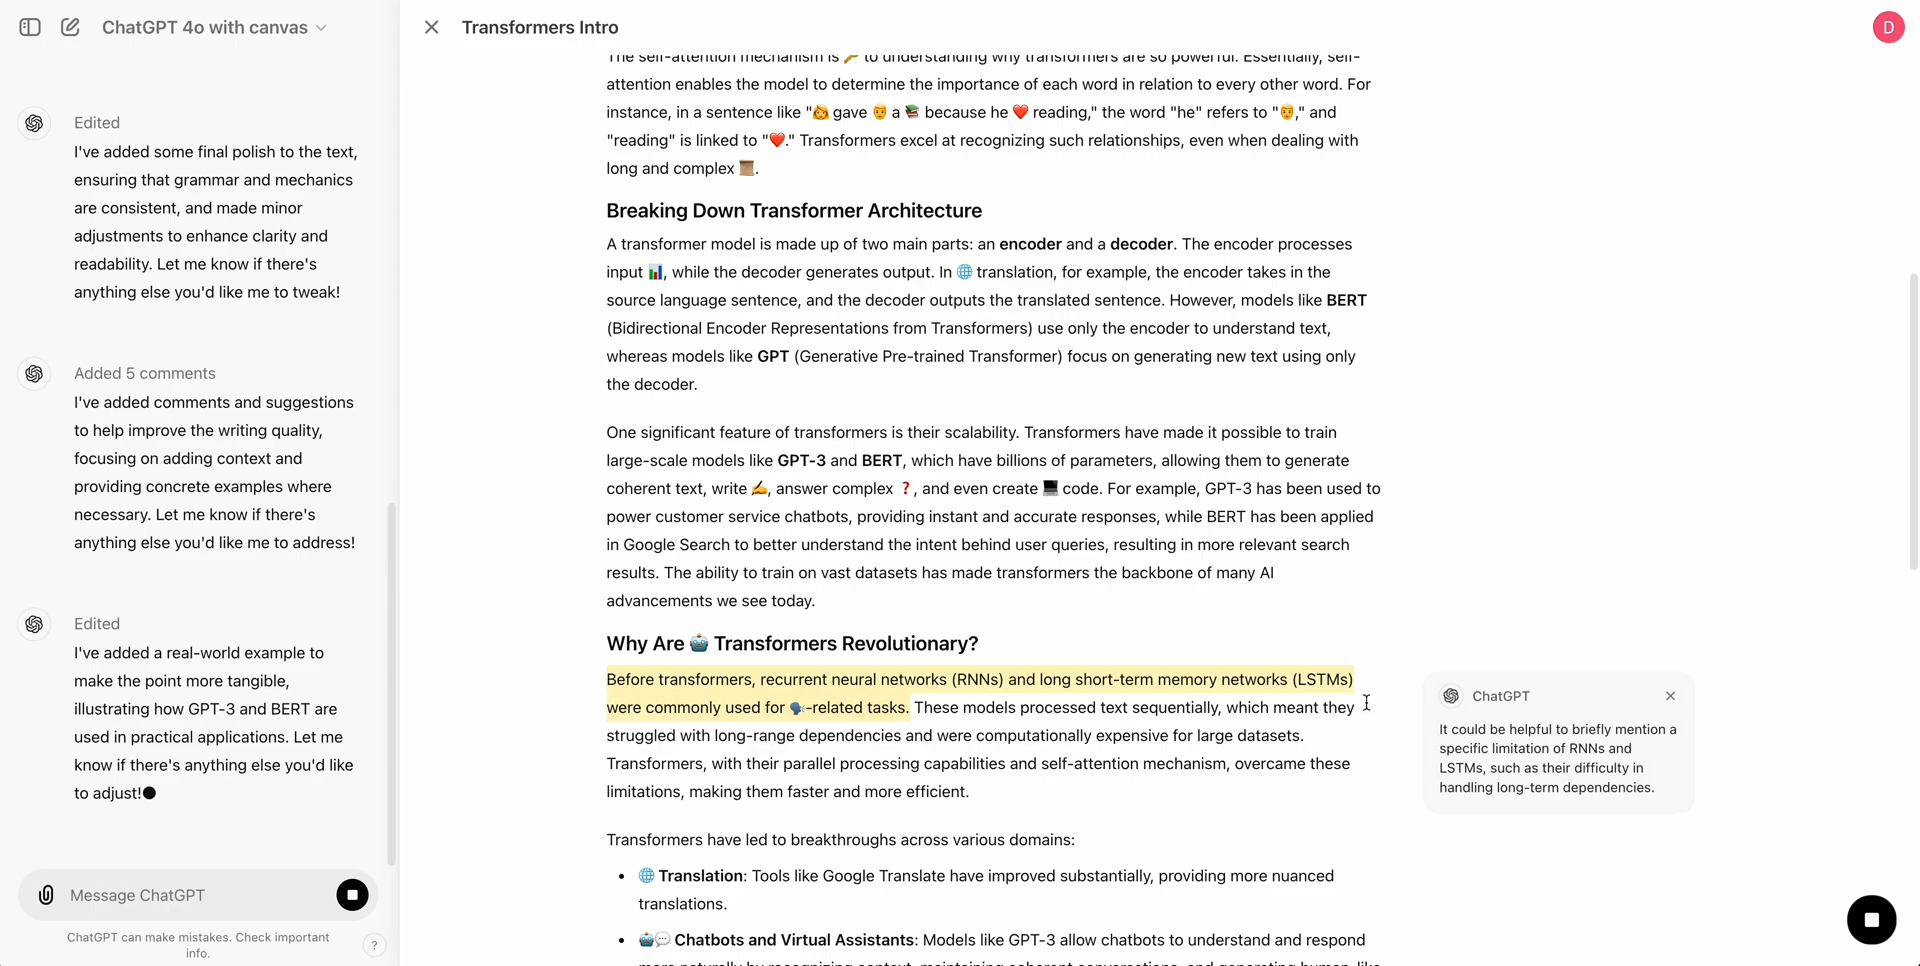 ChatGPT 4o with canvas
Edited
I've added some final polish to the text,
ensuring that grammar and mechanics
are consistent, and made minor
adjustments to enhance clarity and
readability. Let me know if there's
anything else you'd like me to tweak!
Added 5 comments
I've added comments and suggestions
to help improve the writing quality,
focusing on adding context and
providing concrete examples where
necessary. Let me know if there's
anything else you'd like me to address!
Edited
I've added a real-world example to
make the point more tangible,
illustrating how GPT-3 and BERT are
used in practical applications. Let me
know if there's anything else you'd like
to adjust!
Message ChatGPT
ChatGPT can make mistakes. Check important
info.
?
Transformers Intro
D
The self-attention mechanism is 🔑 to understanding why transformers are so powerful. Essentially, self-
attention enables the model to determine the importance of each word in relation to every other word. For
instance, in a sentence like "👩 gave 👨 a 📚 because he ❤️ reading," the word "he" refers to "👨," and
"reading" is linked to "❤️." Transformers excel at recognizing such relationships, even when dealing with
long and complex 📜.
Breaking Down Transformer Architecture
A transformer model is made up of two main parts: an encoder and a decoder. The encoder processes
input 📊, while the decoder generates output. In 🌐 translation, for example, the encoder takes in the
source language sentence, and the decoder outputs the translated sentence. However, models like BERT
(Bidirectional Encoder Representations from Transformers) use only the encoder to understand text,
whereas models like GPT (Generative Pre-trained Transformer) focus on generating new text using only
the decoder.
One significant feature of transformers is their scalability. Transformers have made it possible to train
large-scale models like GPT-3 and BERT, which have billions of parameters, allowing them to generate
coherent text, write ✍️, answer complex ❓, and even create 💻 code. For example, GPT-3 has been used to
power customer service chatbots, providing instant and accurate responses, while BERT has been applied
in Google Search to better understand the intent behind user queries, resulting in more relevant search
results. The ability to train on vast datasets has made transformers the backbone of many AI
advancements we see today.
Why Are 🤖 Transformers Revolutionary?
Before transformers, recurrent neural networks (RNNs) and long short-term memory networks (LSTMs)
were commonly used for 🗣️-related tasks. These models processed text sequentially, which meant they
struggled with long-range dependencies and were computationally expensive for large datasets.
Transformers, with their parallel processing capabilities and self-attention mechanism, overcame these
limitations, making them faster and more efficient.
Transformers have led to breakthroughs across various domains:
• 🌐 Translation: Tools like Google Translate have improved substantially, providing more nuanced
translations.
• 🤖💬 Chatbots and Virtual Assistants: Models like GPT-3 allow chatbots to understand and respond
ChatGPT
It could be helpful to briefly mention a
specific limitation of RNNs and
LSTMs, such as their difficulty in
handling long-term dependencies.